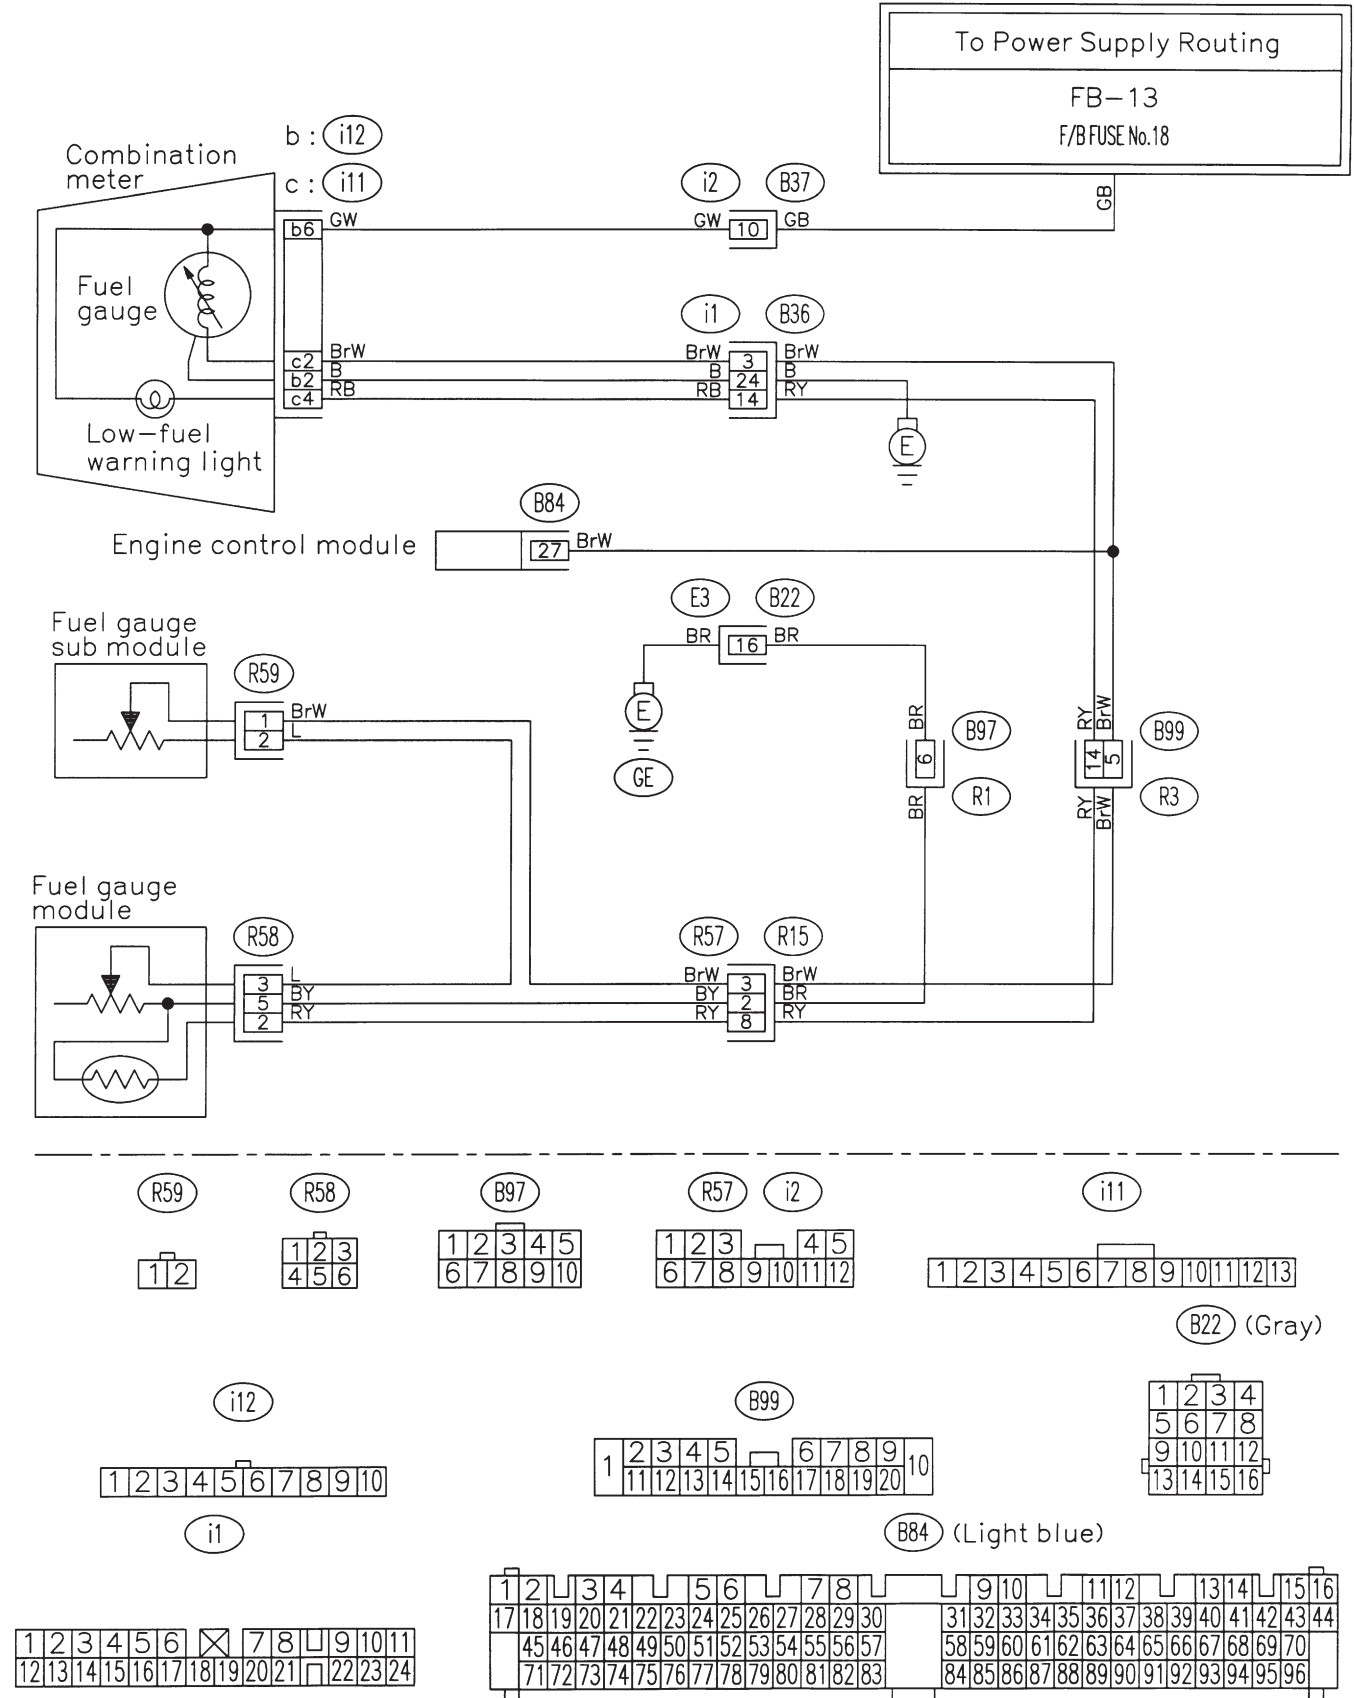 To Power Supply Routing
FB-13
F/B FUSE No.18
GB
b : i12
c : i11
Combination
meter
i2 B37
b6 GW GW 10 GB
Fuel
gauge
i1 B36
c2 BrW BrW 3 BrW
b2 B B 24 B
c4 RB RB 14 RY
E
Low-fuel
warning light
B84
Engine control module 27 BrW
E3 B22
BR 16 BR
E
GE
Fuel gauge
sub module
R59
1 BrW
2 L
BR RY BrW
6 B97 14 5 B99
R1 R3
BR RY BrW
Fuel gauge
module
R58 R57 R15
3 L BrW 3 BrW
5 BY BY 2 BR
2 RY RY 8 RY
R59 R58 B97 R57 i2 i11
1 2
1 2 3
4 5 6
1 2 3 4 5
6 7 8 9 10
1 2 3 4 5
6 7 8 9 10 11 12
1 2 3 4 5 6 7 8 9 10 11 12 13
B22 (Gray)
1 2 3 4
5 6 7 8
9 10 11 12
13 14 15 16
i12
1 2 3 4 5 6 7 8 9 10
B99
1 2 3 4 5 6 7 8 9 10
11 12 13 14 15 16 17 18 19 20
i1
1 2 3 4 5 6 7 8 9 10 11
12 13 14 15 16 17 18 19 20 21 22 23 24
B84 (Light blue)
1 2 3 4 5 6 7 8 9 10 11 12 13 14 15 16
17 18 19 20 21 22 23 24 25 26 27 28 29 30 31 32 33 34 35 36 37 38 39 40 41 42 43 44
45 46 47 48 49 50 51 52 53 54 55 56 57 58 59 60 61 62 63 64 65 66 67 68 69 70
71 72 73 74 75 76 77 78 79 80 81 82 83 84 85 86 87 88 89 90 91 92 93 94 95 96